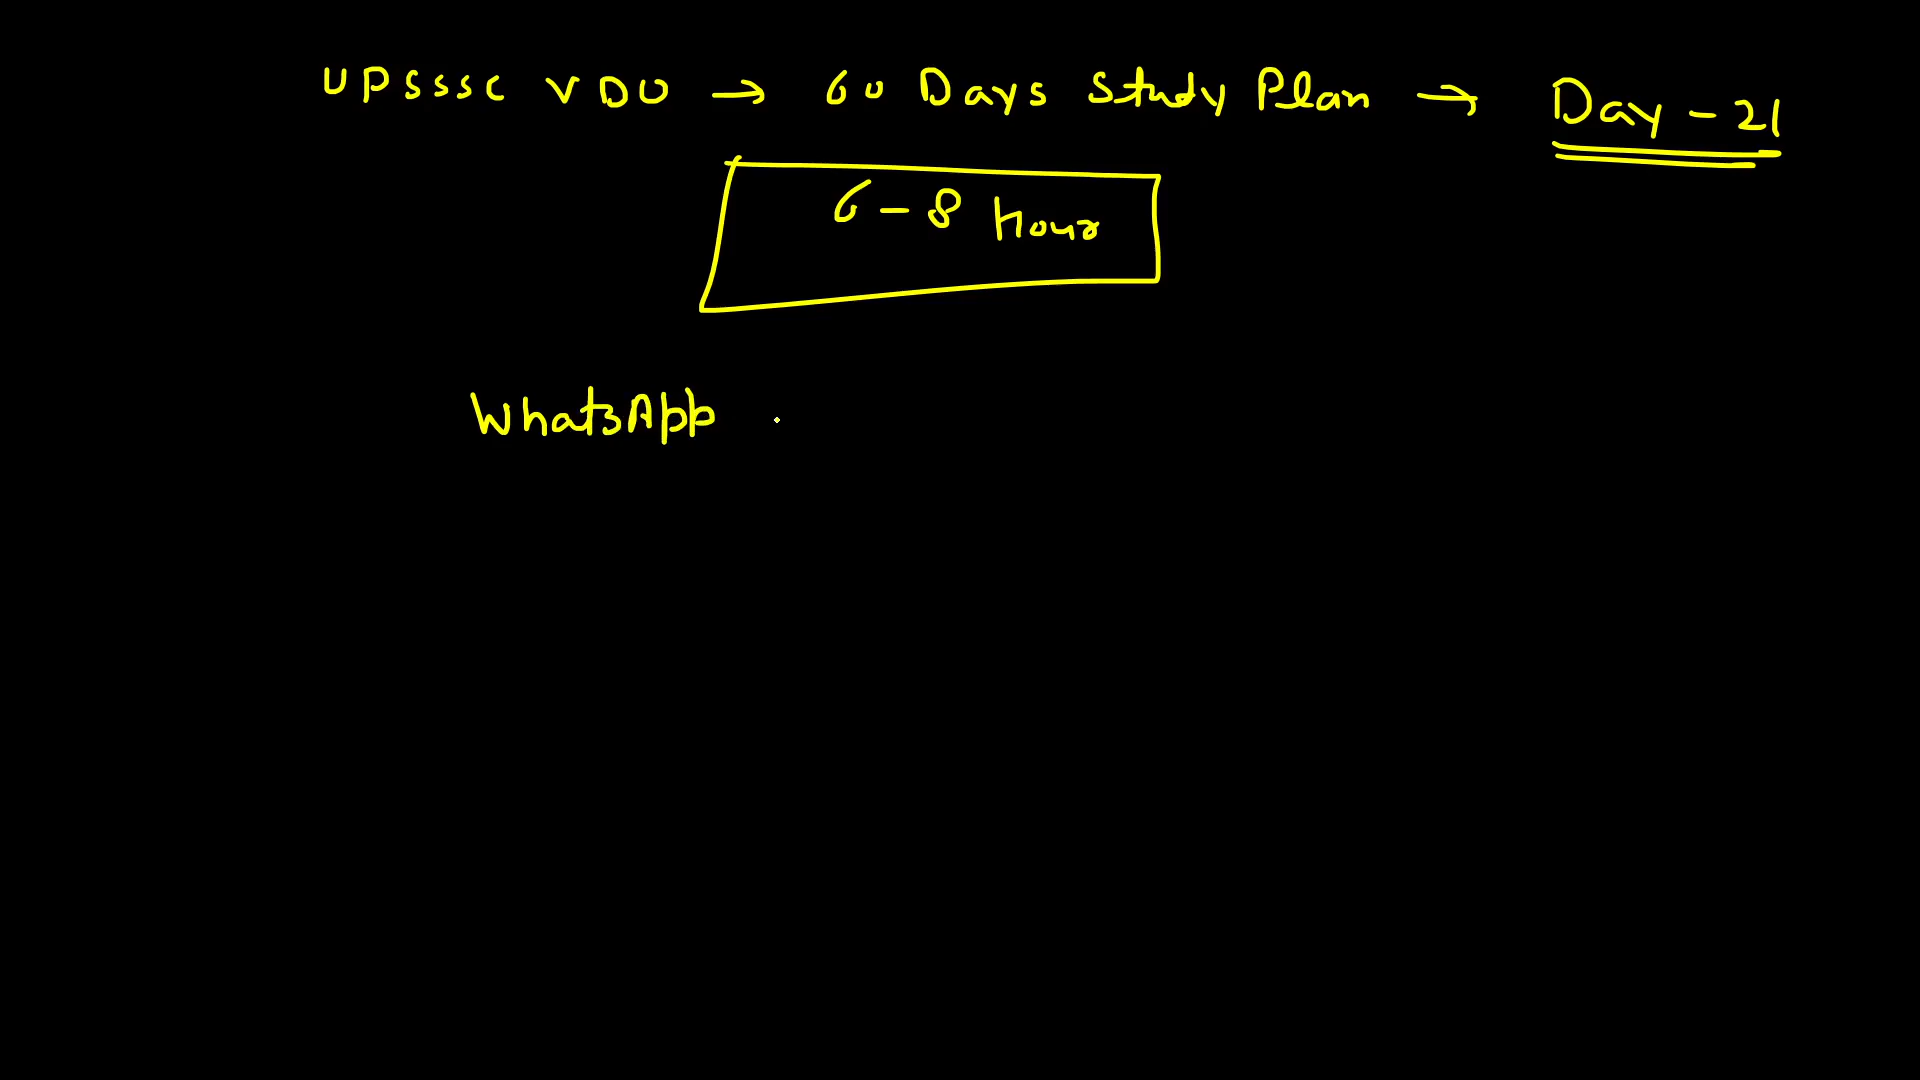 UPSSSC VDO → 60 Days Study Plan → Day - 21
6 - 8 hour
WhatsApp